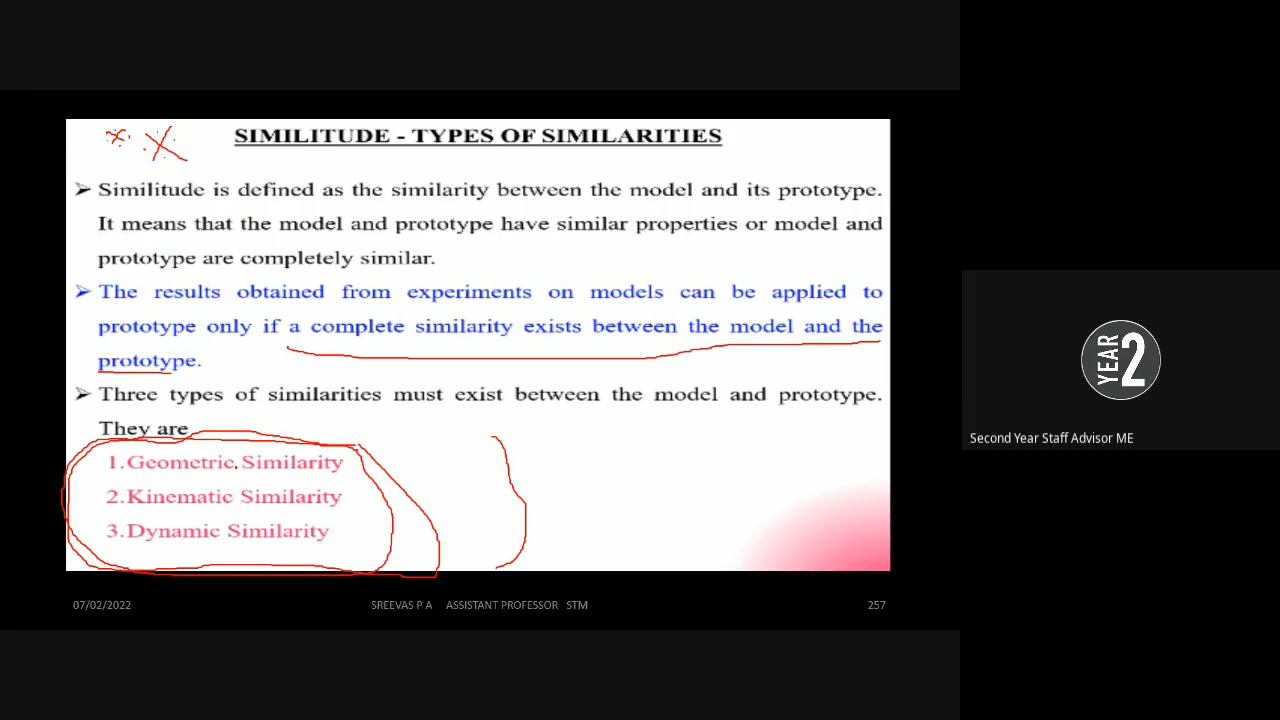 SIMILITUDE - TYPES OF SIMILARITIES
➢ Similitude is defined as the similarity between the model and its prototype.
It means that the model and prototype have similar properties or model and
prototype are completely similar.
➢ The results obtained from experiments on models can be applied to
prototype only if a complete similarity exists between the model and the
prototype.
➢ Three types of similarities must exist between the model and prototype.
They are
1.Geometric Similarity
2.Kinematic Similarity
3.Dynamic Similarity
07/02/2022 SREEVAS P A ASSISTANT PROFESSOR STM 257
YEAR 2
Second Year Staff Advisor ME